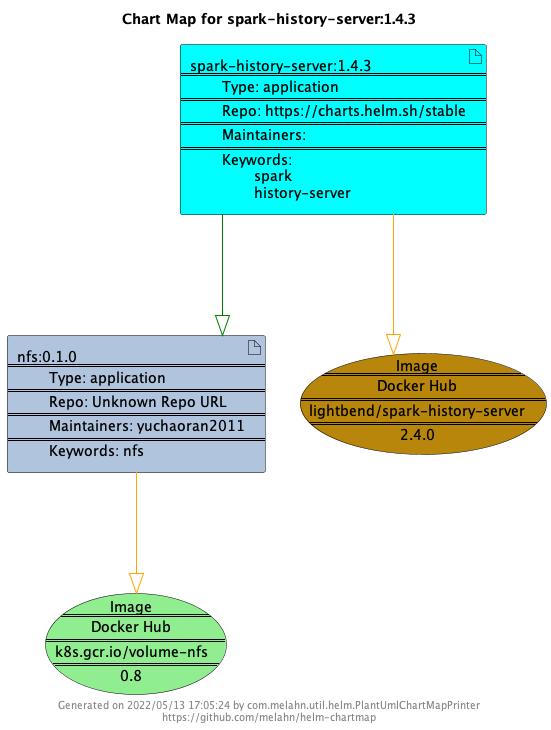 Chart Map for spark-history-server:1.4.3
spark-history-server:1.4.3
Type: application
Repo: https://charts.helm.sh/stable
Maintainers:
Keywords:
spark
history-server
nfs:0.1.0
Type: application
Repo: Unknown Repo URL
Maintainers: yuchaoran2011
Keywords: nfs
Image
Docker Hub
lightbend/spark-history-server
2.4.0
Image
Docker Hub
k8s.gcr.io/volume-nfs
0.8
Generated on 2022/05/13 17:05:24 by com.melahn.util.helm.PlantUmlChartMapPrinter
https://github.com/melahn/helm-chartmap